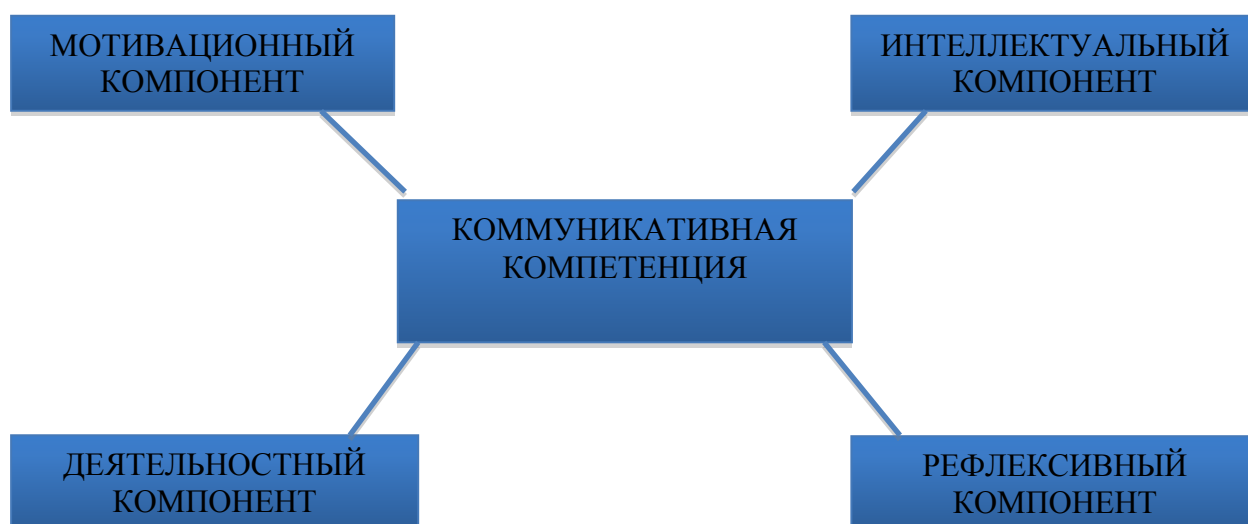 МОТИВАЦИОННЫЙ
КОМПОНЕНТ
ИНТЕЛЛЕКТУАЛЬНЫЙ
КОМПОНЕНТ
КОММУНИКАТИВНАЯ
КОМПЕТЕНЦИЯ
ДЕЯТЕЛЬНОСТНЫЙ
КОМПОНЕНТ
РЕФЛЕКСИВНЫЙ
КОМПОНЕНТ